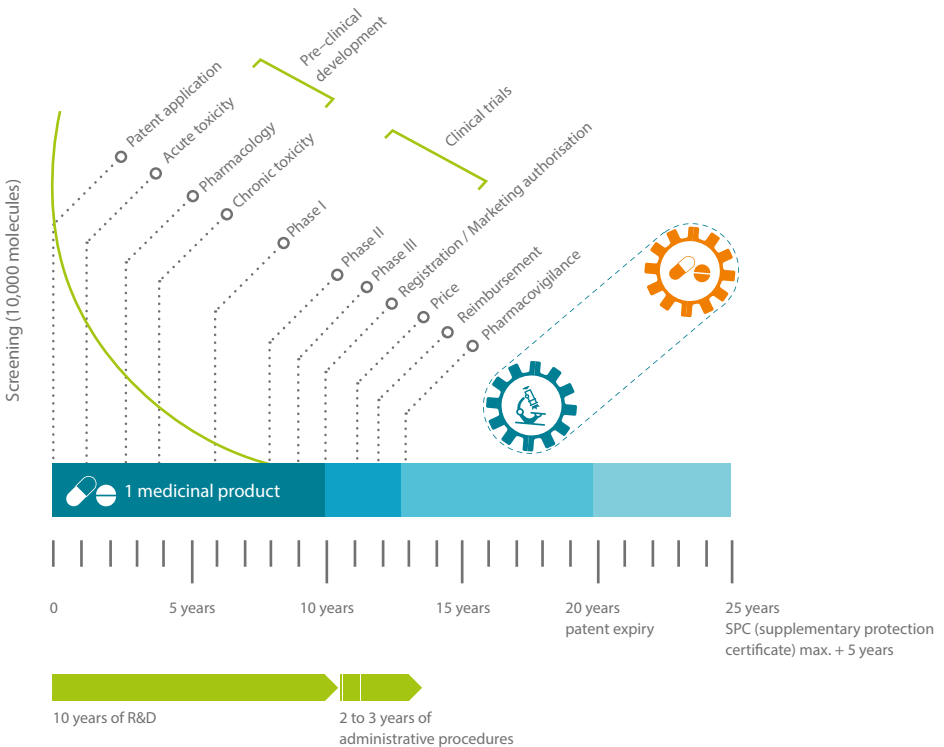 Pre–clinical
development
Patent application
Acute toxicity
Pharmacology
Chronic toxicity
Clinical trials
Phase I
Phase II
Phase III
Registration / Marketing authorisation
Price
Reimbursement
Pharmacovigilance
Screening (10,000 molecules)
1 medicinal product
0
5 years
10 years
15 years
20 years
patent expiry
25 years
SPC (supplementary protection
certificate) max. + 5 years
10 years of R&D
2 to 3 years of
administrative procedures